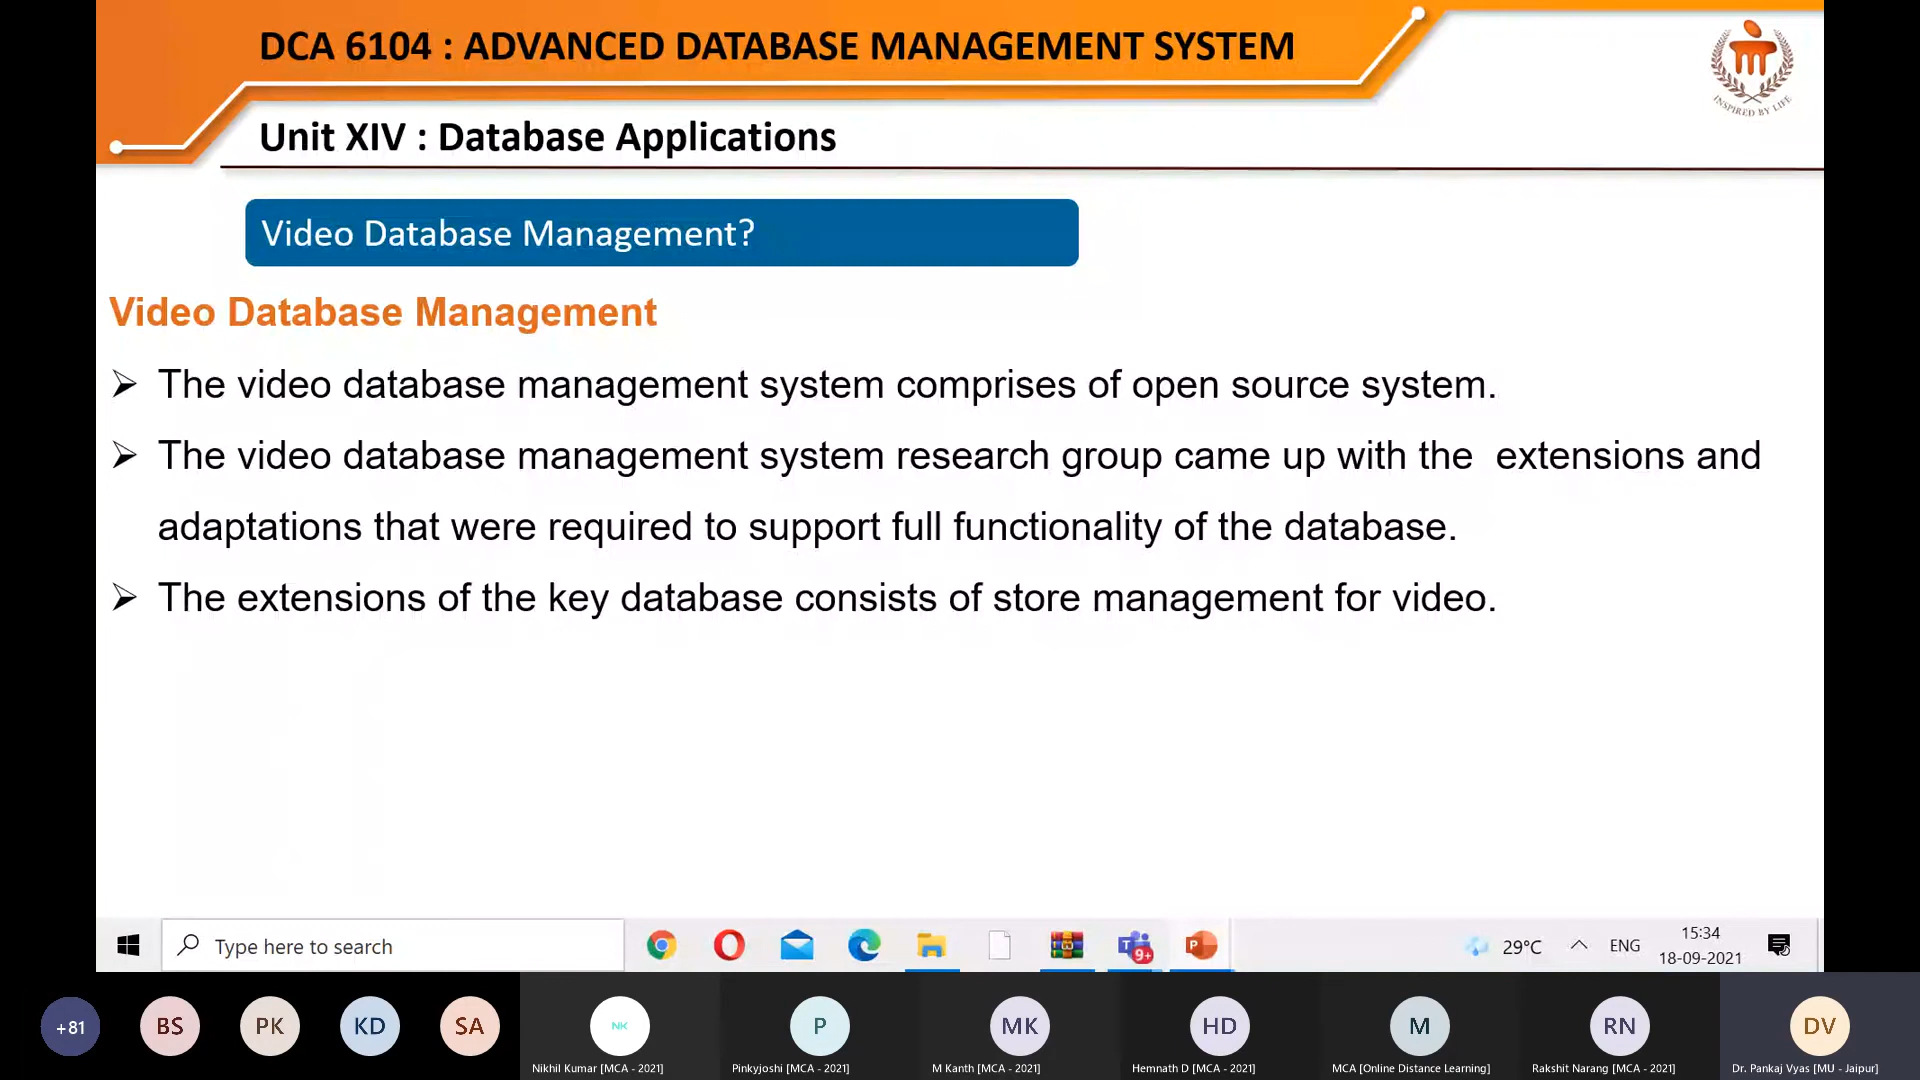 DCA 6104 : ADVANCED DATABASE MANAGEMENT SYSTEM
INSPIRED BY LIFE
Unit XIV : Database Applications
Video Database Management?
Video Database Management
➢ The video database management system comprises of open source system.
➢ The video database management system research group came up with the extensions and
adaptations that were required to support full functionality of the database.
➢ The extensions of the key database consists of store management for video.
Type here to search
9+
P
29°C
ENG
15:34
18-09-2021
+81
BS
PK
KD
SA
NK
P
MK
HD
M
RN
DV
Nikhil Kumar [MCA - 2021]
Pinkyjoshi [MCA - 2021]
M Kanth [MCA - 2021]
Hemnath D [MCA - 2021]
MCA [Online Distance Learning]
Rakshit Narang [MCA - 2021]
Dr. Pankaj Vyas [MU - Jaipur]